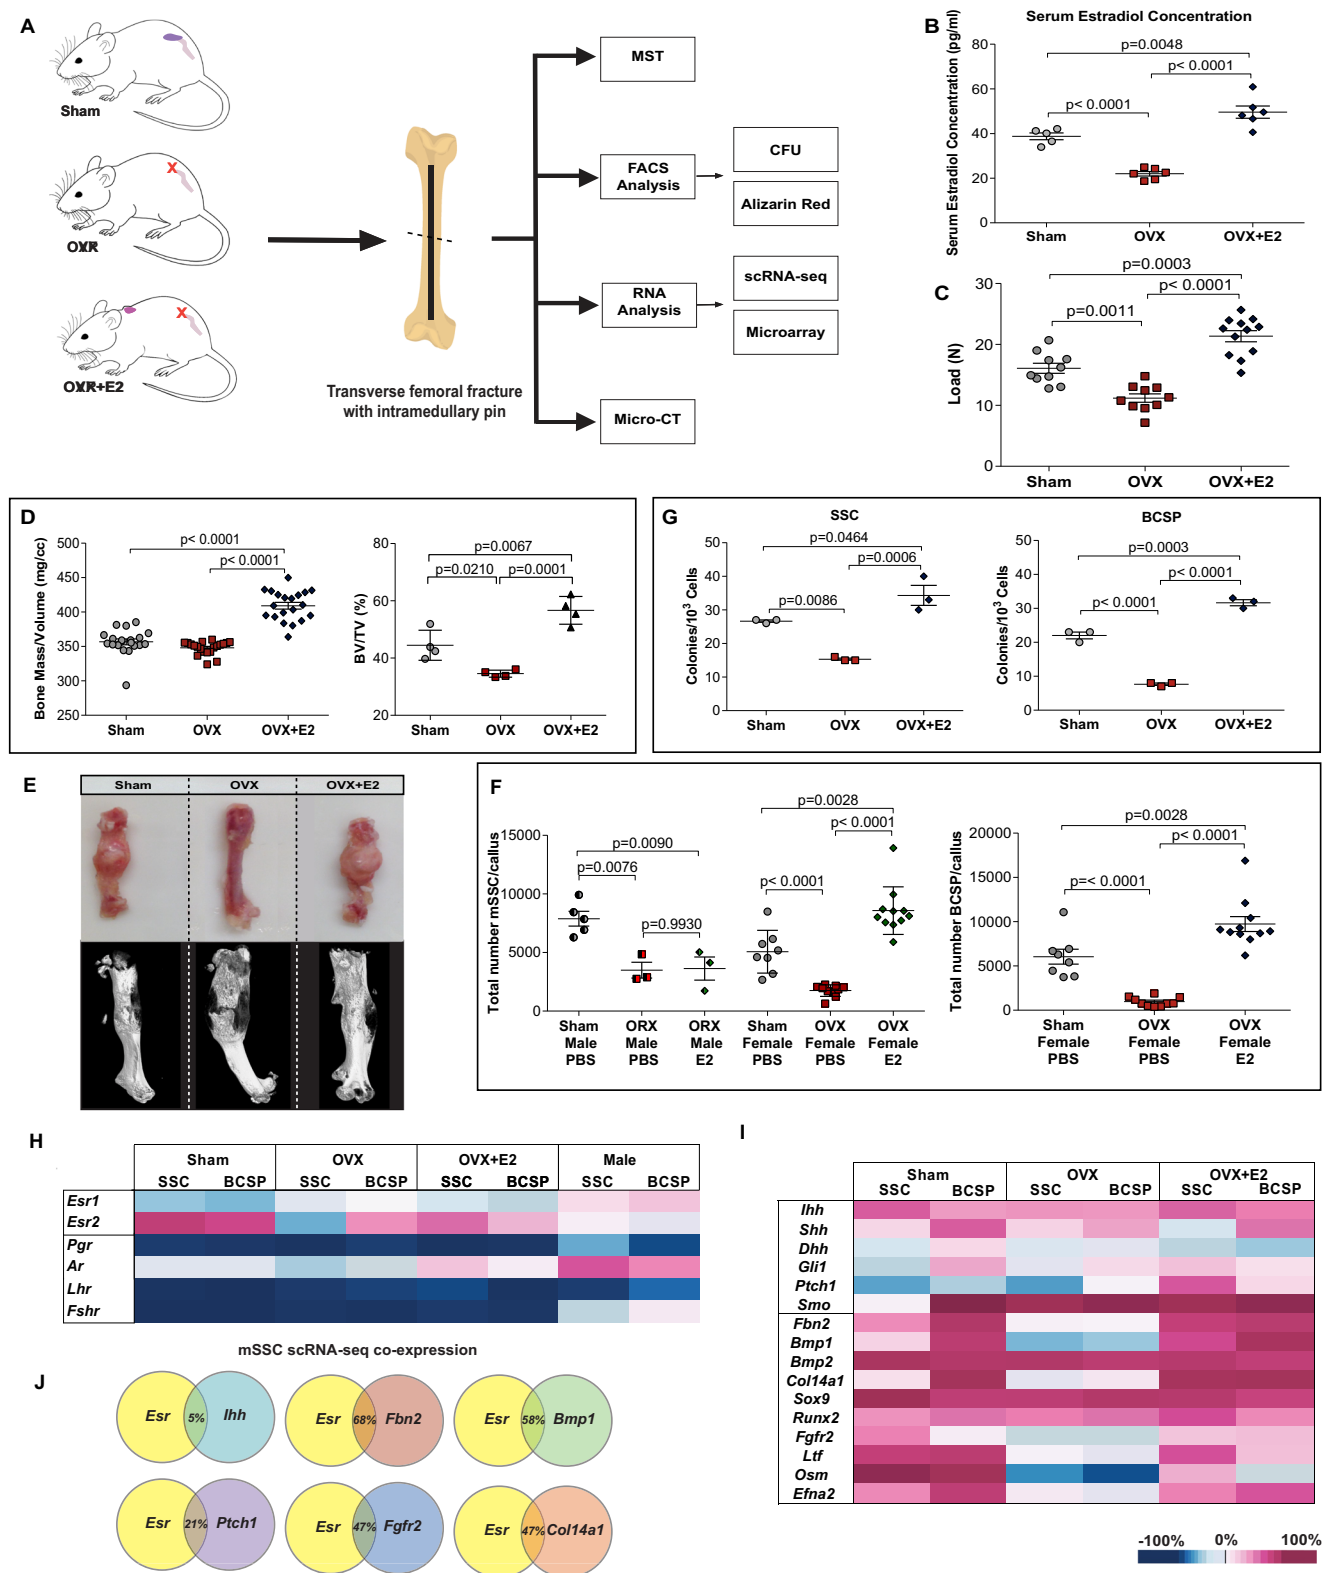 A
Sham
OVX
OVX+E2
Transverse femoral fracture
with intramedullary pin
MST
FACS
Analysis
CFU
Alizarin Red
RNA
Analysis
scRNA-seq
Microarray
Micro-CT
B
Serum Estradiol Concentration
Serum Estradiol Concentration (pg/ml)
80
60
40
20
0
p=0.0048
p< 0.0001
p< 0.0001
Sham OVX OVX+E2
C
Load (N)
30
20
10
0
p=0.0003
p< 0.0001
p=0.0011
Sham OVX OVX+E2
D
Bone Mass/Volume (mg/cc)
500
450
400
350
300
250
p< 0.0001
p< 0.0001
Sham OVX OVX+E2
BV/TV (%)
80
60
40
20
p=0.0067
p=0.0210 p=0.0001
Sham OVX OVX+E2
G
SSC
Colonies/10³ Cells
50
40
30
20
10
0
p=0.0464
p=0.0006
p=0.0086
Sham OVX OVX+E2
BCSP
Colonies/10³ Cells
50
40
30
20
10
0
p=0.0003
p< 0.0001
p< 0.0001
Sham OVX OVX+E2
E
Sham OVX OVX+E2
F
Total number mSSC/callus
15000
10000
5000
0
p=0.0090
p=0.0076
p=0.9930
p=0.0028
p< 0.0001
p< 0.0001
Sham ORX ORX Sham OVX OVX
Male Male Male Female Female Female
PBS PBS E2 PBS PBS E2
Total number BCSP/callus
20000
15000
10000
5000
0
p=0.0028
p< 0.0001
p< 0.0001
Sham OVX OVX
Female Female Female
PBS PBS E2
H
Sham OVX OVX+E2 Male
SSC BCSP SSC BCSP SSC BCSP SSC BCSP
Esr1
Esr2
Pgr
Ar
Lhr
Fshr
I
Sham OVX OVX+E2
SSC BCSP SSC BCSP SSC BCSP
Ihh
Shh
Dhh
Gli1
Ptch1
Smo
Fbn2
Bmp1
Bmp2
Col14a1
Sox9
Runx2
Fgfr2
Ltf
Osm
Efna2
-100% 0% 100%
mSSC scRNA-seq co-expression
J
Esr 5% Ihh
Esr 68% Fbn2
Esr 58% Bmp1
Esr 21% Ptch1
Esr 47% Fgfr2
Esr 47% Col14a1